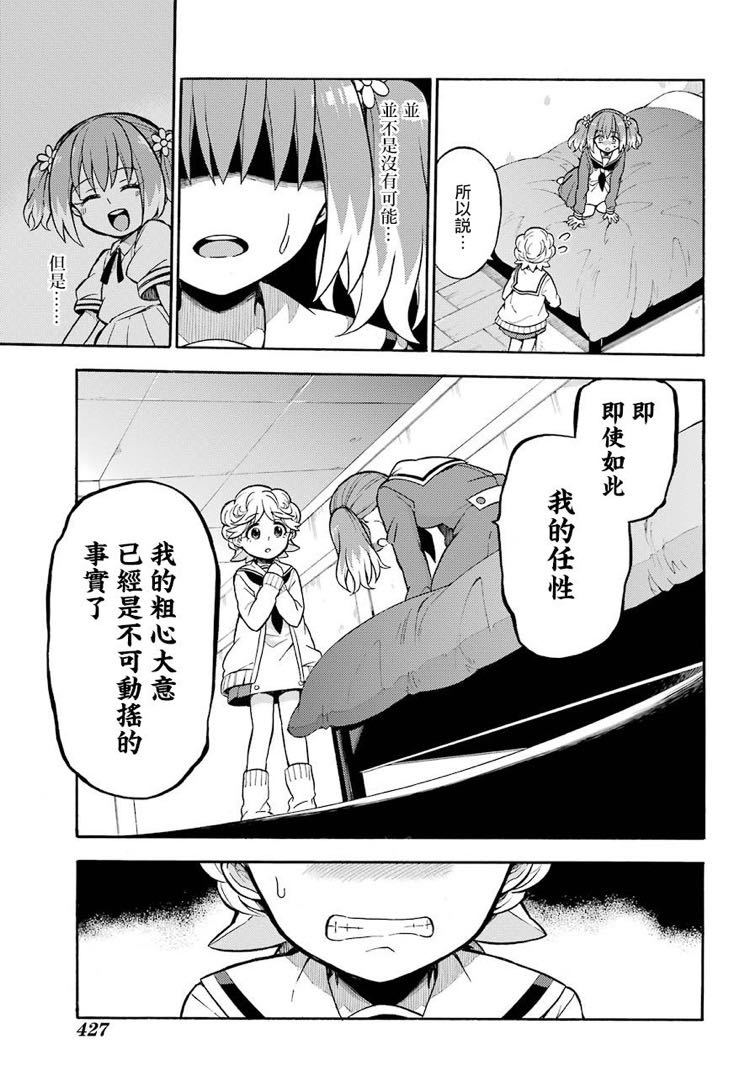 所以説…
並
並不是沒有可能…
但是……
即
即使如此
我的任性
我的粗心大意
已經是不可動搖的
事實了
427